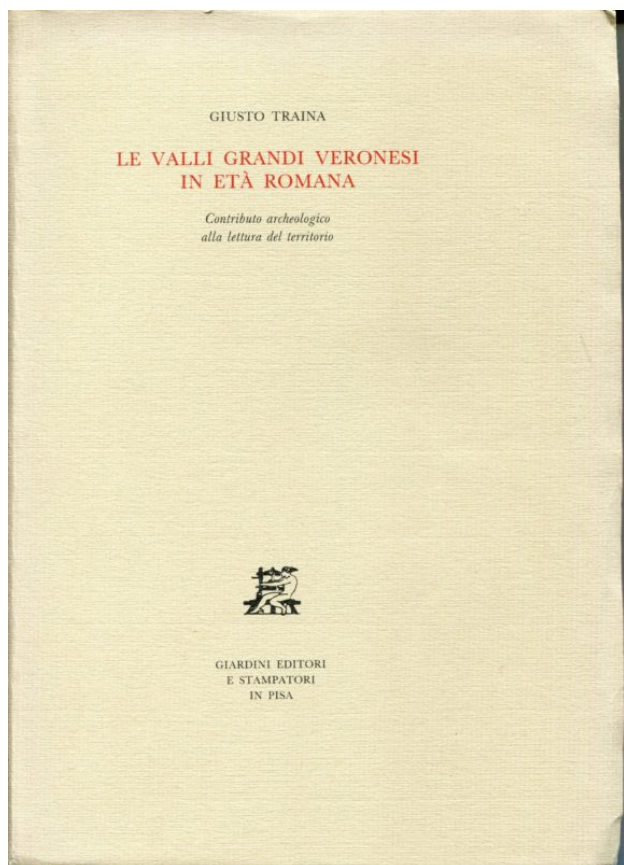 GIUSTO TRAINA
LE VALLI GRANDI VERONESI
IN ETÀ ROMANA
Contributo archeologico
alla lettura del territorio
GIARDINI EDITORI
E STAMPATORI
IN PISA